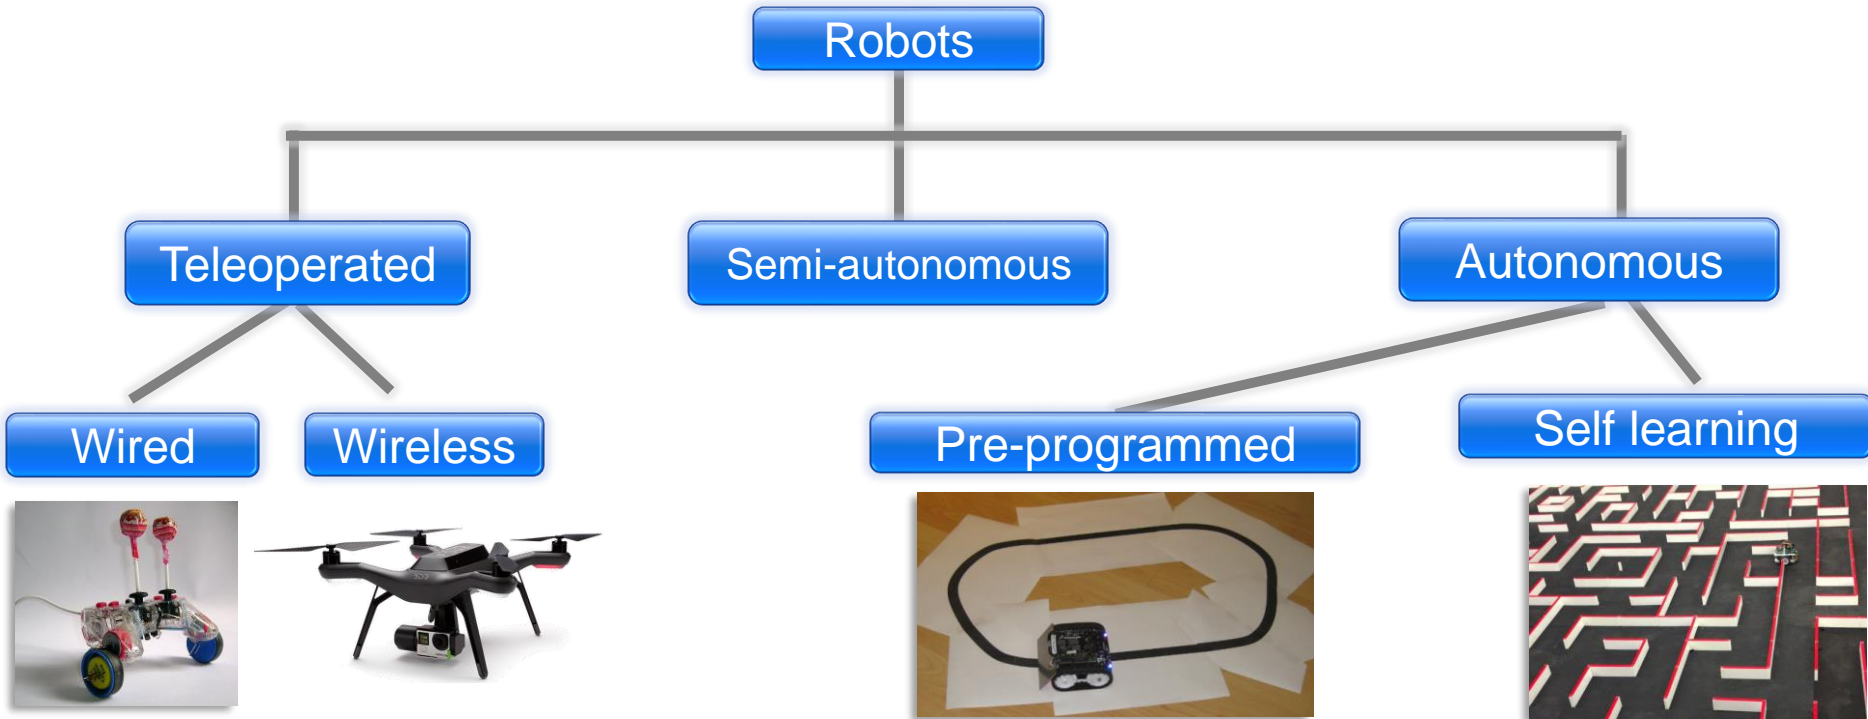 Robots
Teleoperated
Semi-autonomous
Autonomous
Wired
Wireless
Pre-programmed
Self learning